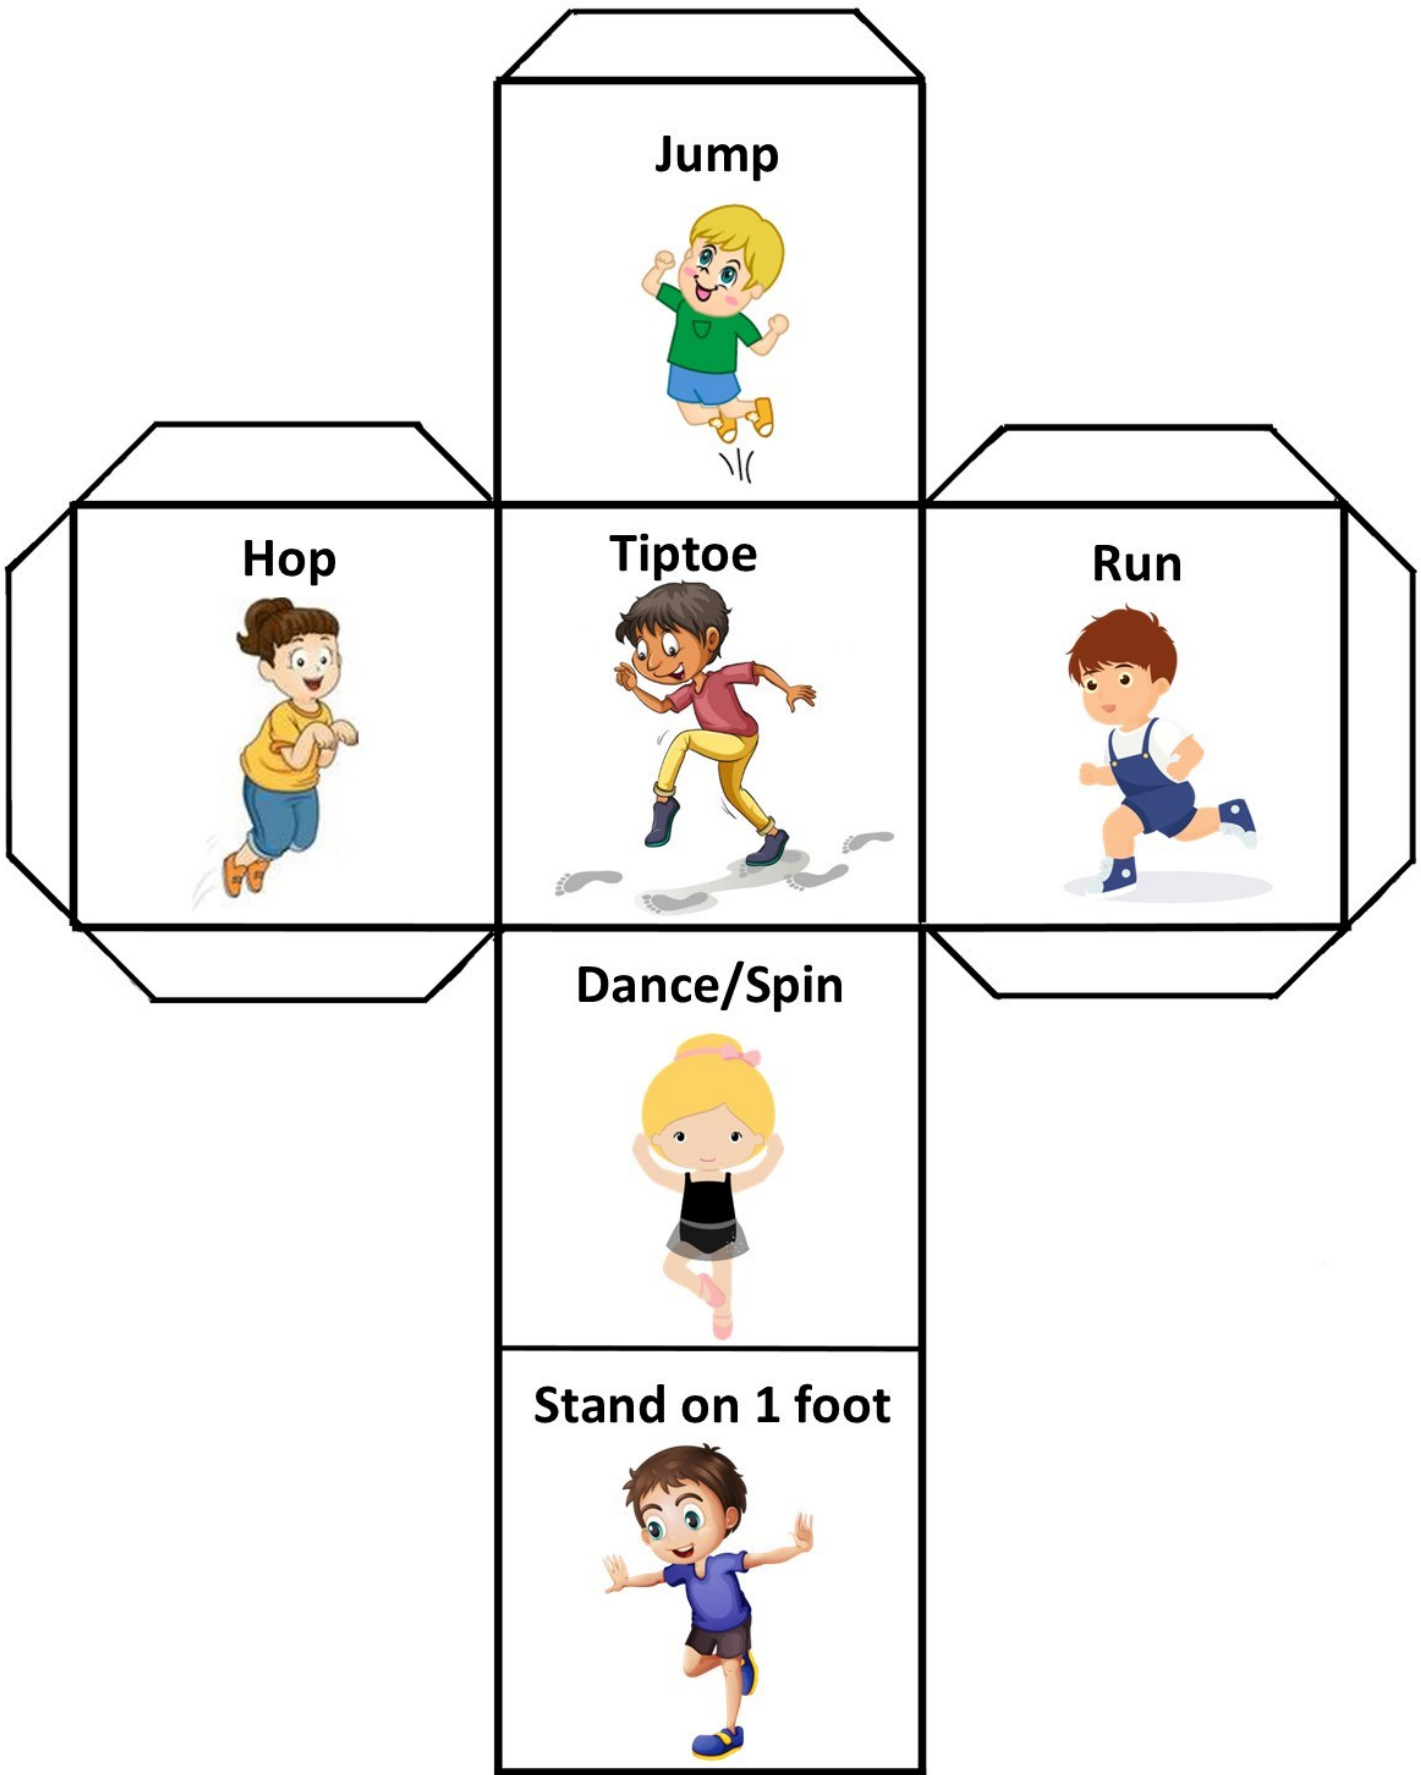 Jump
Hop
Tiptoe
Run
Dance/Spin
Stand on 1 foot